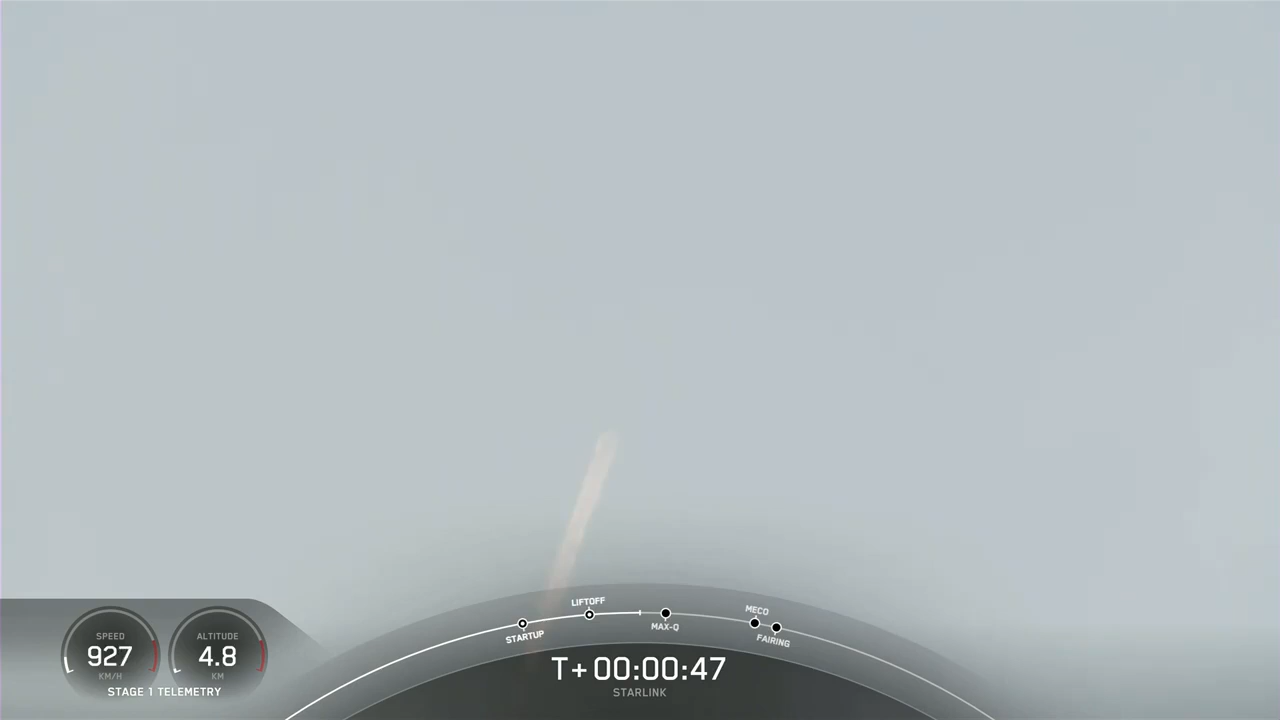 LIFTOFF
MECO
STARTUP
MAX-Q
FAIRING
SPEED
927
KM/H
ALTITUDE
4.8
KM
STAGE 1 TELEMETRY
T+00:00:47
STARLINK